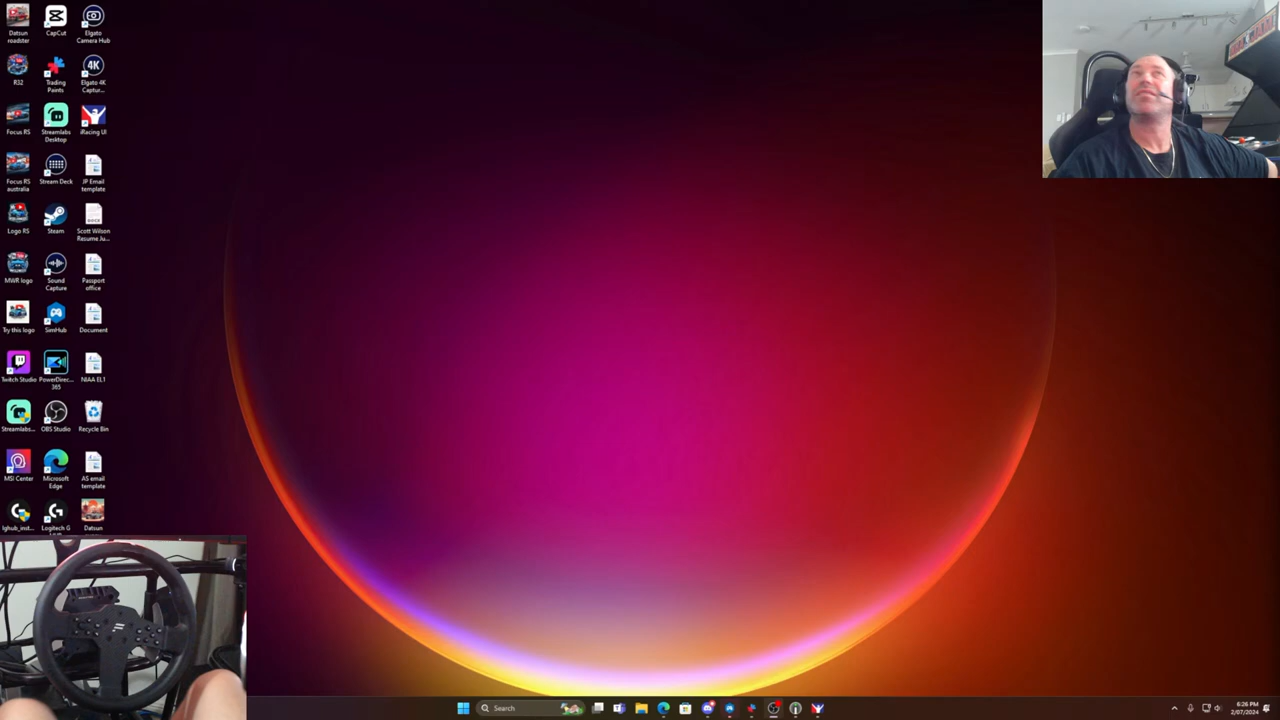 Datsun
roadster
CapCut
Elgato
Camera Hub
R32
Trading
Paints
4K
Elgato 4K
Captur...
Focus RS
Streamlabs
Desktop
iRacing UI
Focus RS
australia
Stream Deck
JP Email
template
Logo RS
Steam
Scott Wilson
Resume Ju...
MWR logo
Sound
Capture
Passport
office
Try this logo
SimHub
Document
Twitch Studio
PowerDirec...
365
NIAA EL1
Streamlabs...
OBS Studio
Recycle Bin
MSI Center
Microsoft
Edge
AS email
template
lghub_inst...
Logitech G
Datsun
Search
6:26 PM
2/07/2024